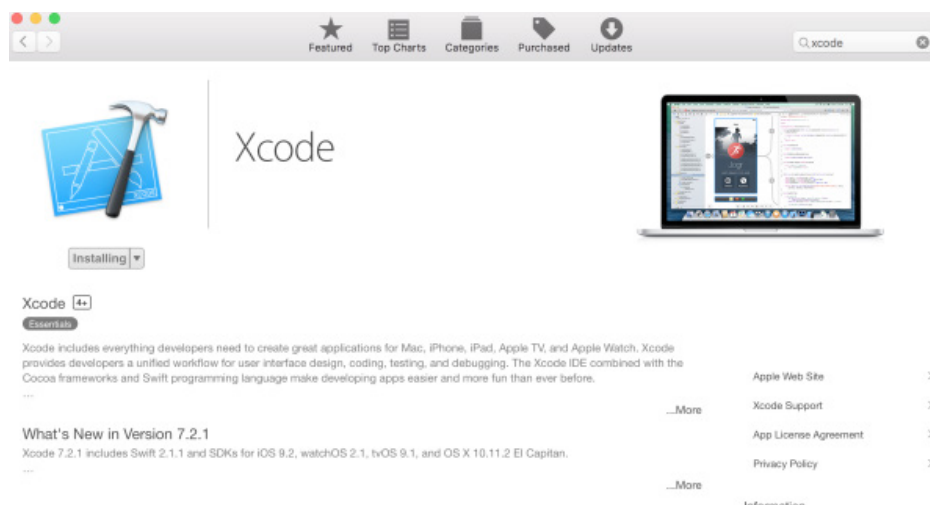 Featured Top Charts Categories Purchased Updates
xcode
Xcode
Installing
Xcode 4+
Essentials
Xcode includes everything developers need to create great applications for Mac, iPhone, iPad, Apple TV, and Apple Watch. Xcode
provides developers a unified workflow for user interface design, coding, testing, and debugging. The Xcode IDE combined with the
Cocoa frameworks and Swift programming language make developing apps easier and more fun than ever before.
...
...More
What's New in Version 7.2.1
Xcode 7.2.1 includes Swift 2.1.1 and SDKs for iOS 9.2, watchOS 2.1, tvOS 9.1, and OS X 10.11.2 El Capitan.
...
...More
Apple Web Site
Xcode Support
App License Agreement
Privacy Policy
Information